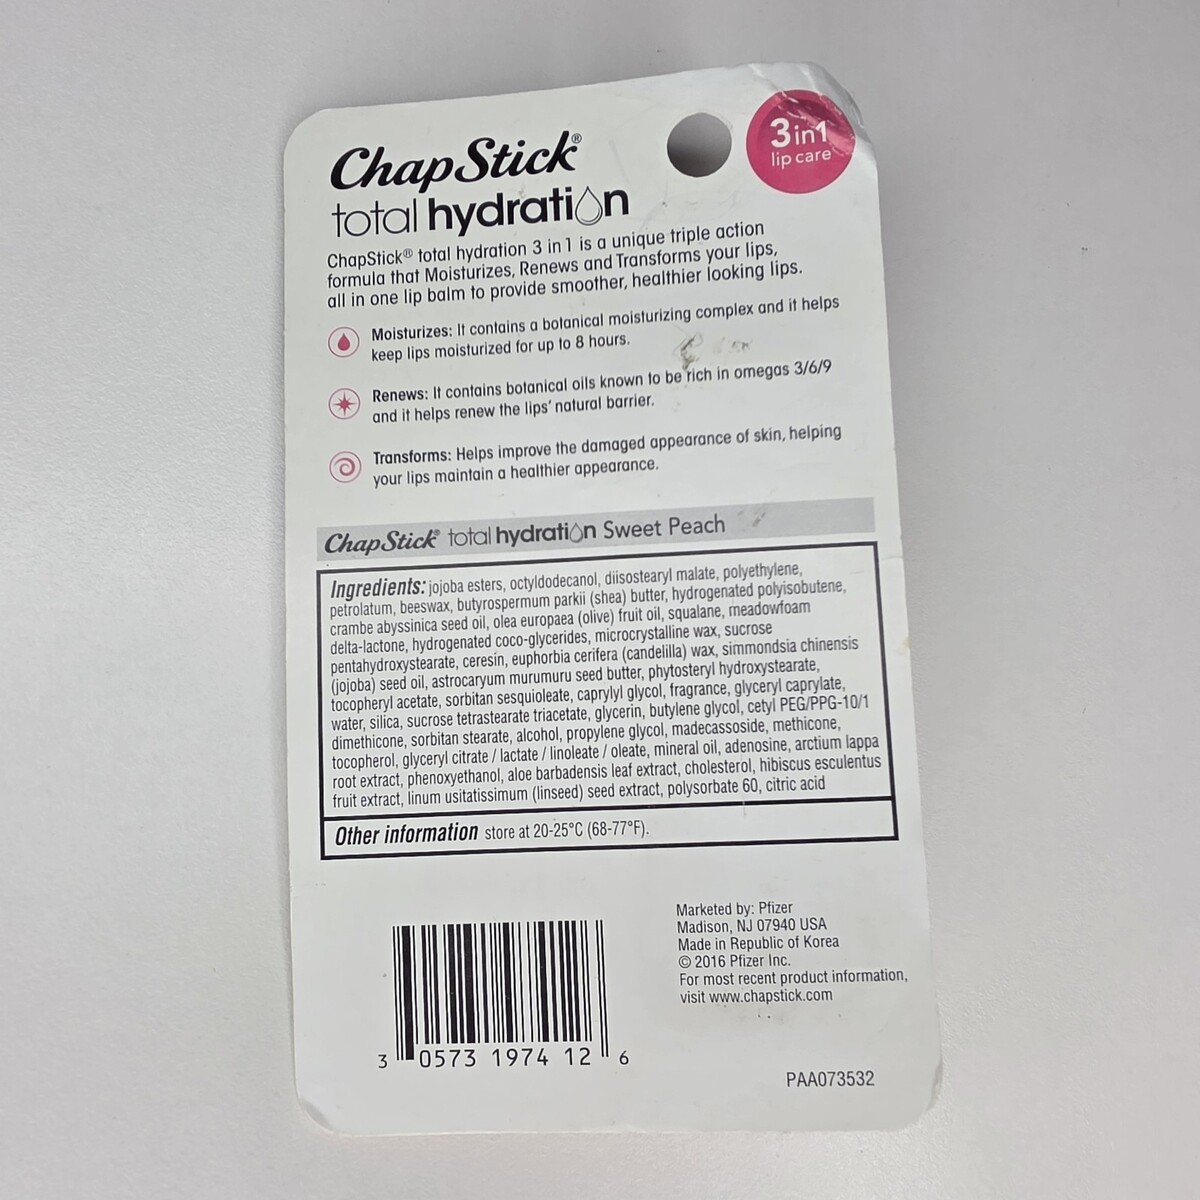 ChapStick®
total hydration
3 in 1
lip care
ChapStick® total hydration 3 in 1 is a unique triple action
formula that Moisturizes, Renews and Transforms your lips,
all in one lip balm to provide smoother, healthier looking lips.
Moisturizes: It contains a botanical moisturizing complex and it helps
keep lips moisturized for up to 8 hours.
Renews: It contains botanical oils known to be rich in omegas 3/6/9
and it helps renew the lips' natural barrier.
Transforms: Helps improve the damaged appearance of skin, helping
your lips maintain a healthier appearance.
ChapStick® total hydration Sweet Peach
Ingredients: jojoba esters, octyldodecanol, diisostearyl malate, polyethylene,
petrolatum, beeswax, butyrospermum parkii (shea) butter, hydrogenated polyisobutene,
crambe abyssinica seed oil, olea europaea (olive) fruit oil, squalane, meadowfoam
delta-lactone, hydrogenated coco-glycerides, microcrystalline wax, sucrose
pentahydroxystearate, ceresin, euphorbia cerifera (candelilla) wax, simmondsia chinensis
(jojoba) seed oil, astrocaryum murumuru seed butter, phytosteryl hydroxystearate,
tocopheryl acetate, sorbitan sesquioleate, caprylyl glycol, fragrance, glyceryl caprylate,
water, silica, sucrose tetrastearate triacetate, glycerin, butylene glycol, cetyl PEG/PPG-10/1
dimethicone, sorbitan stearate, alcohol, propylene glycol, madecassoside, methicone,
tocopherol, glyceryl citrate / lactate / linoleate / oleate, mineral oil, adenosine, arctium lappa
root extract, phenoxyethanol, aloe barbadensis leaf extract, cholesterol, hibiscus esculentus
fruit extract, linum usitatissimum (linseed) seed extract, polysorbate 60, citric acid
Other information store at 20-25°C (68-77°F).
Marketed by: Pfizer
Madison, NJ 07940 USA
Made in Republic of Korea
© 2016 Pfizer Inc.
For most recent product information,
visit www.chapstick.com
3 0573 1974 12 6
PAA073532